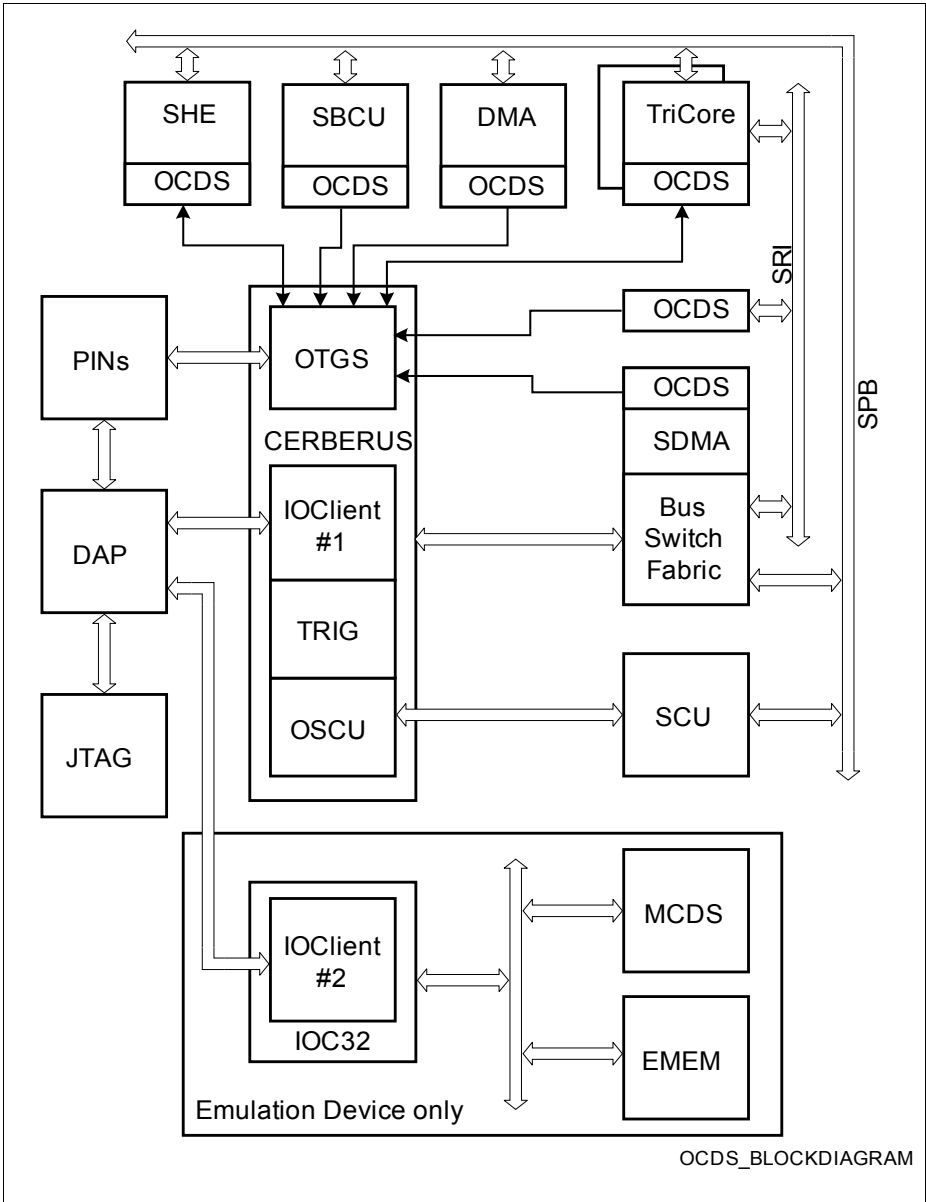 SHE
SBCU
DMA
TriCore
OCDS
OCDS
OCDS
OCDS
SRI
SPB
PINs
OTGS
OCDS
OCDS
SDMA
CERBERUS
DAP
IOClient
#1
Bus
Switch
Fabric
TRIG
JTAG
OSCU
SCU
IOClient
#2
IOC32
MCDS
EMEM
Emulation Device only
OCDS_BLOCKDIAGRAM